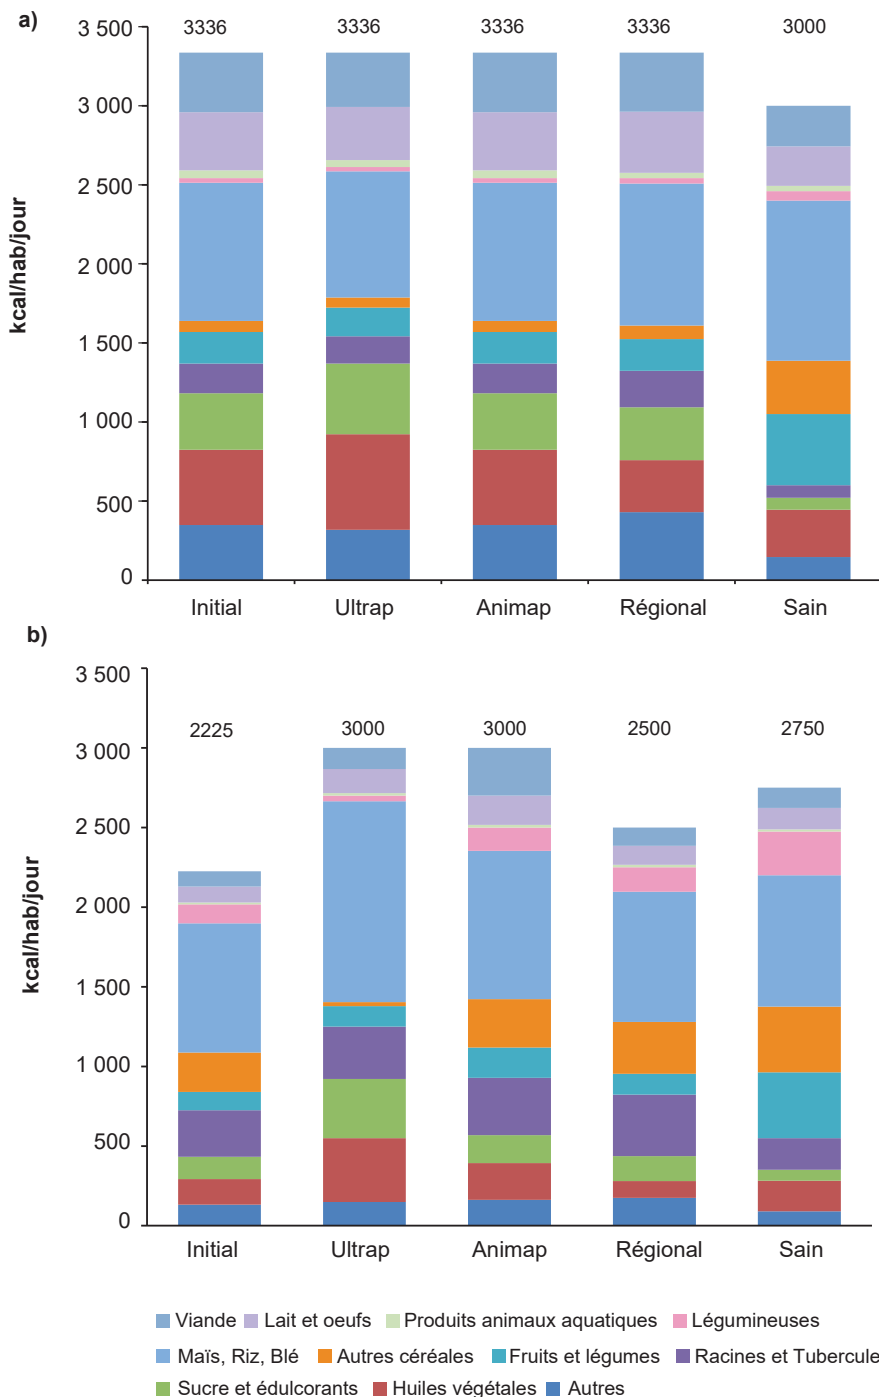 a)
3336 3336 3336 3336 3000
3 500
3 000
2 500
2 000
1 500
1 000
500
0
kcal/hab/jour
Initial Ultrap Animap Régional Sain
b)
2225 3000 3000 2500 2750
3 500
3 000
2 500
2 000
1 500
1 000
500
0
kcal/hab/jour
Initial Ultrap Animap Régional Sain
Viande Lait et oeufs Produits animaux aquatiques Légumineuses
Maïs, Riz, Blé Autres céréales Fruits et légumes Racines et Tubercule
Sucre et édulcorants Huiles végétales Autres